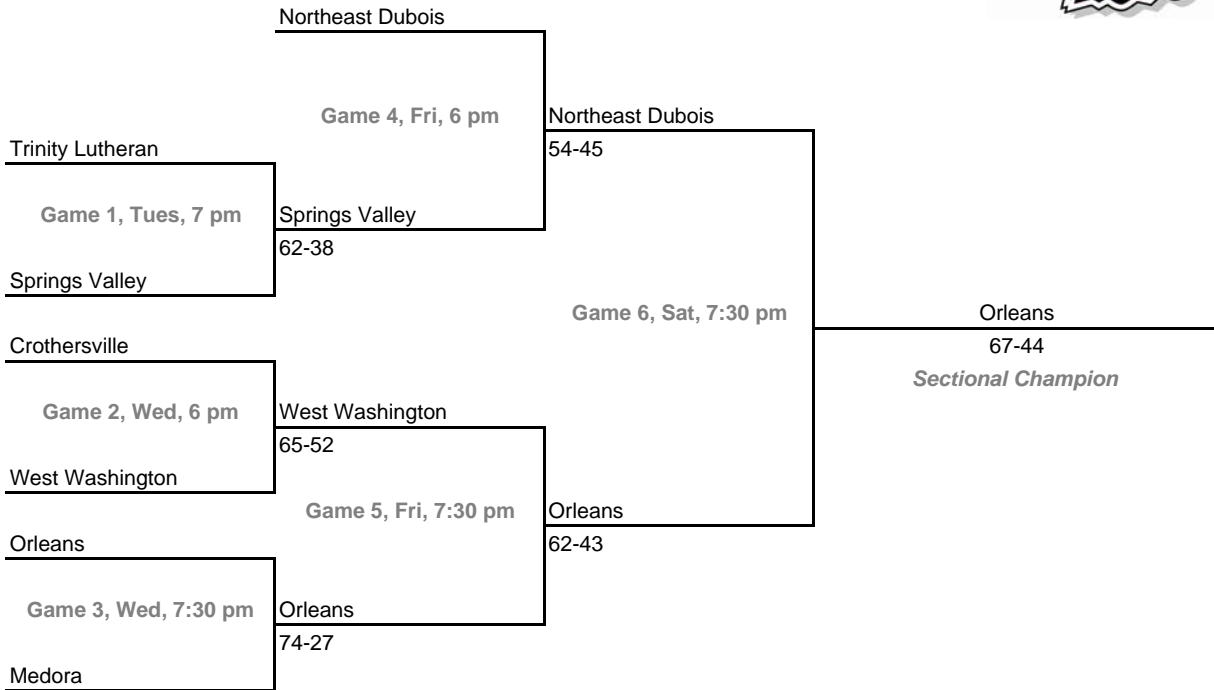 Northeast Dubois
Game 4, Fri, 6 pm
Northeast Dubois
Trinity Lutheran
54-45
Game 1, Tues, 7 pm
Springs Valley
62-38
Springs Valley
Game 6, Sat, 7:30 pm
Orleans
Crothersville
67-44
Sectional Champion
Game 2, Wed, 6 pm
West Washington
65-52
West Washington
Game 5, Fri, 7:30 pm
Orleans
Orleans
62-43
Game 3, Wed, 7:30 pm
Orleans
74-27
Medora